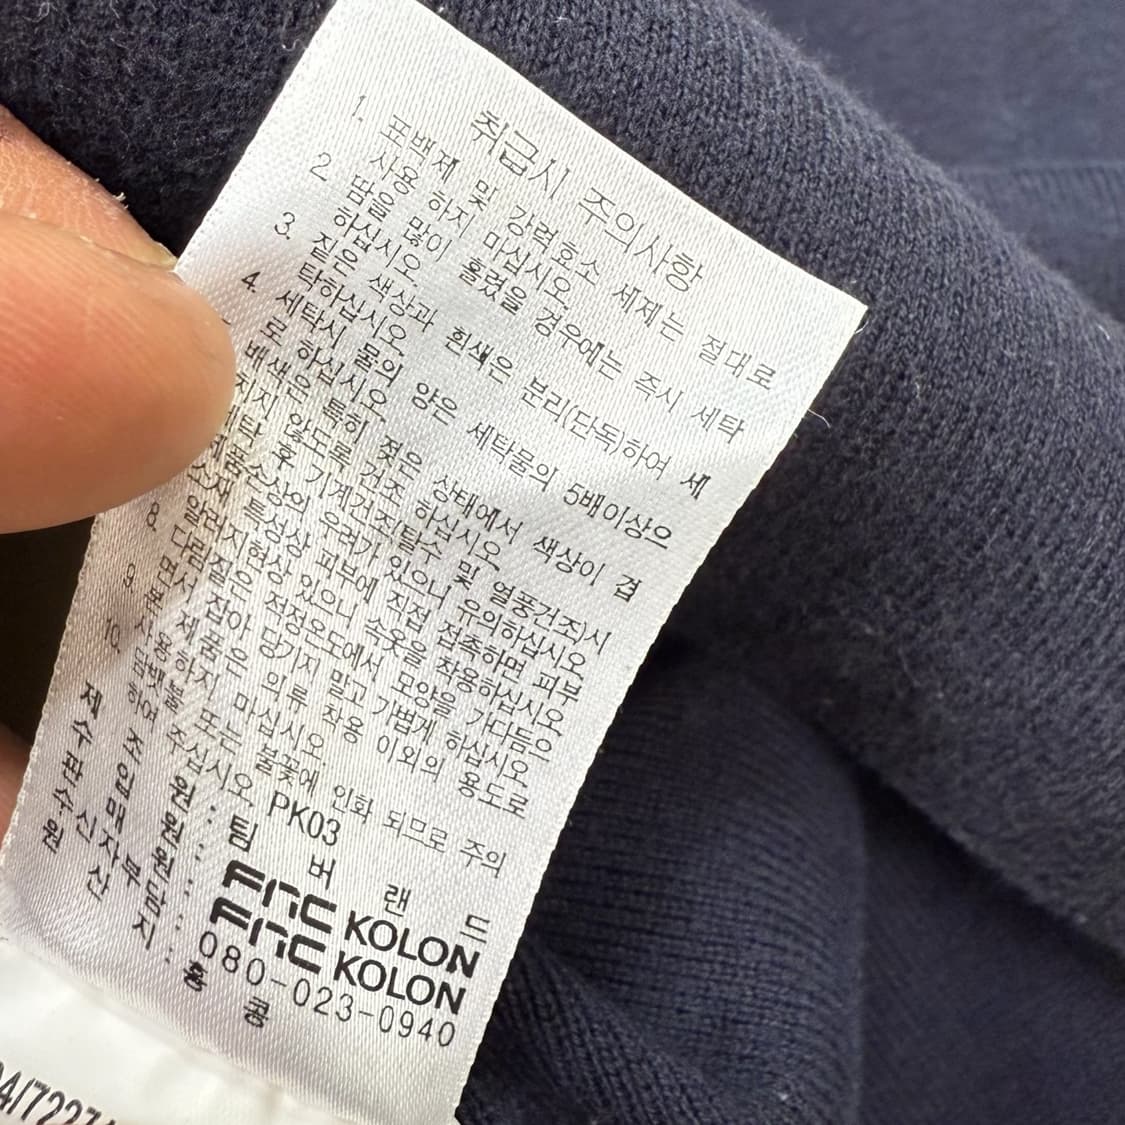 취급시 주의사항
1. 표백제 및 강력효소 세제는 절대로
사용 하지 마십시오.
2. 땀을 많이 흘렸을 경우에는 즉시 세탁
하십시오.
3. 짙은 색상과 흰색은 분리(단독)하여 세
탁하십시오.
4. 세탁시 물의 양은 세탁물의 5배이상으
로 하십시오.
배색은 특히 젖은 상태에서 색상이 겹
치지 않도록 건조 하십시오.
세탁 후 기계건조(탈수 및 열풍건조)시
제품손상의 우려가 있으니 유의하십시오.
소재 특성상 피부에 직접 접촉하면 피부
알러지현상 있으니 속옷을 착용하십시오
8. 다림질은 적정온도에서 모양을 가다듬은
잡아 당기지 말고 가볍게 하십시오.
9. 본 제품은 의류 착용 이외의 용도로
사용하지 마십시오.
10. 담뱃불 또는 불꽃에 인화 되므로 주의
하여 주십시오. PK03
제 조 원 : 팀 버 랜 드
수 입 원 : FnC KOLON
판 매 원 : FnC KOLON
수 신 자 부 담 : 080-023-0940
원 산 지 : 홍 콩